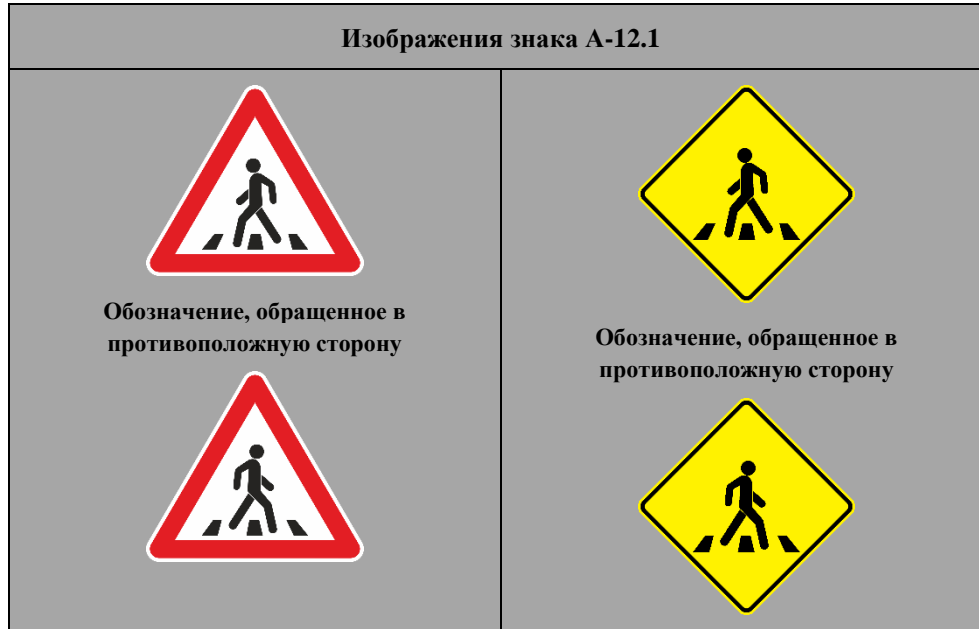 Изображения знака А-12.1
Обозначение, обращенное в
противоположную сторону
Обозначение, обращенное в
противоположную сторону